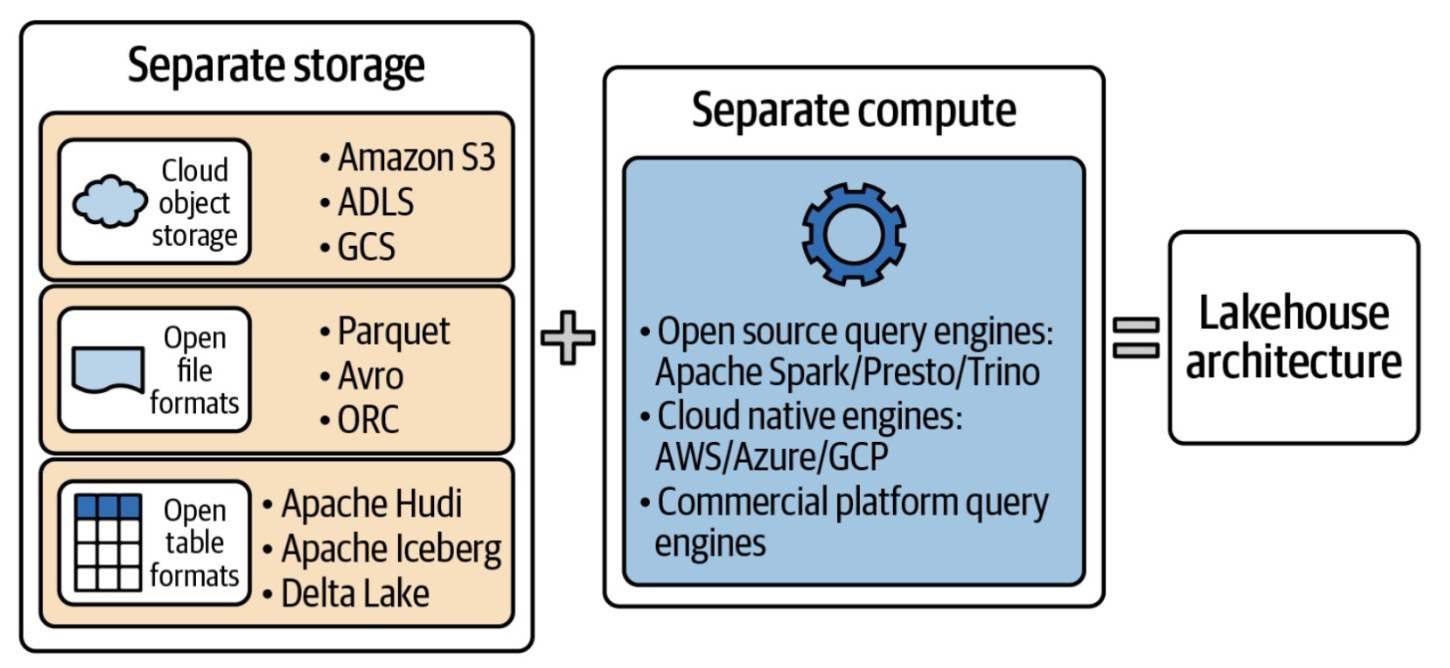 Separate storage
Cloud
object
storage
• Amazon S3
• ADLS
• GCS
Open
file
formats
• Parquet
• Avro
• ORC
Open
table
formats
• Apache Hudi
• Apache Iceberg
• Delta Lake
+
Separate compute
• Open source query engines:
Apache Spark/Presto/Trino
• Cloud native engines:
AWS/Azure/GCP
• Commercial platform query
engines
=
Lakehouse
architecture